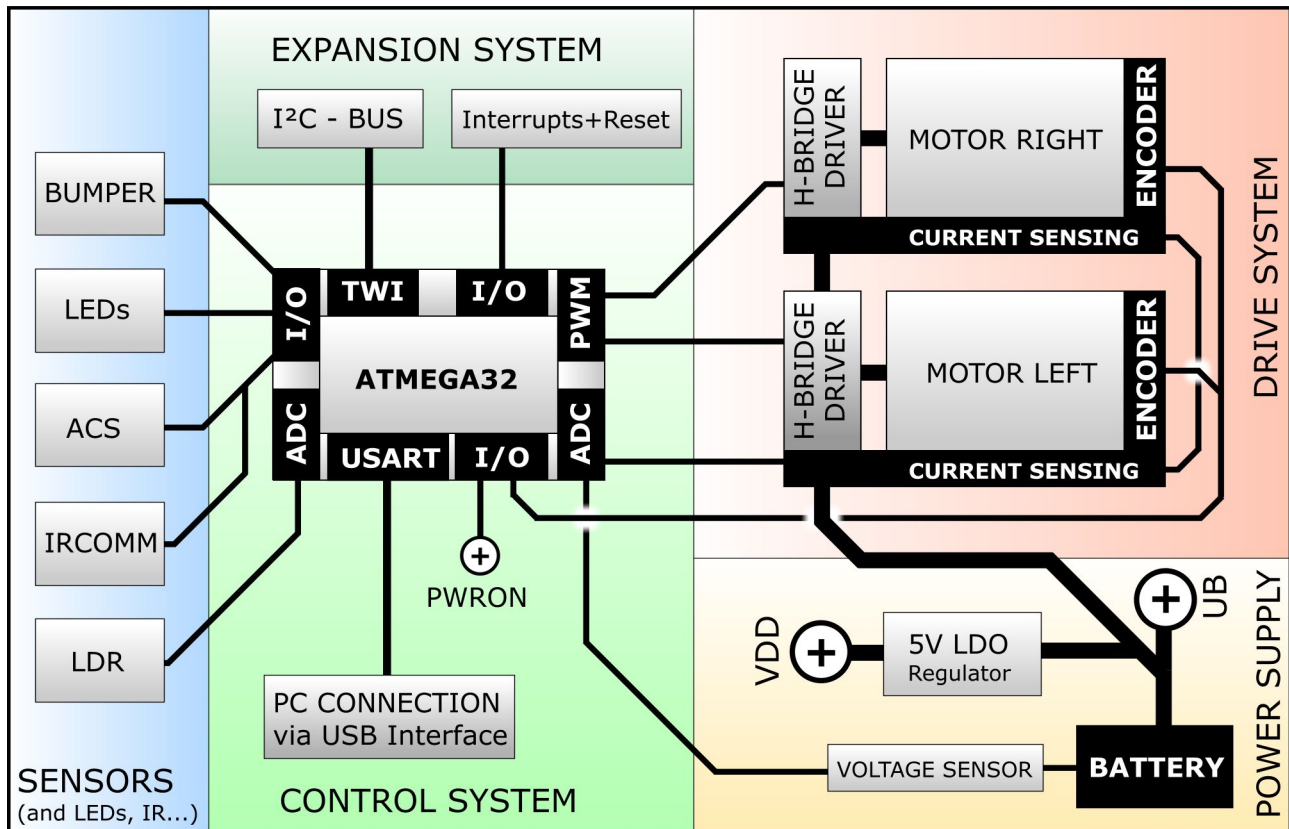 EXPANSION SYSTEM
I²C - BUS
Interrupts+Reset
BUMPER
LEDs
ACS
IRCOMM
LDR
SENSORS
(and LEDs, IR...)
I/O
TWI
I/O
PWM
ATMEGA32
ADC
USART
I/O
ADC
+
PWRON
PC CONNECTION
via USB Interface
CONTROL SYSTEM
H-BRIDGE
DRIVER
MOTOR RIGHT
ENCODER
CURRENT SENSING
H-BRIDGE
DRIVER
MOTOR LEFT
ENCODER
CURRENT SENSING
DRIVE SYSTEM
VDD
+
5V LDO
Regulator
+
UB
VOLTAGE SENSOR
BATTERY
POWER SUPPLY